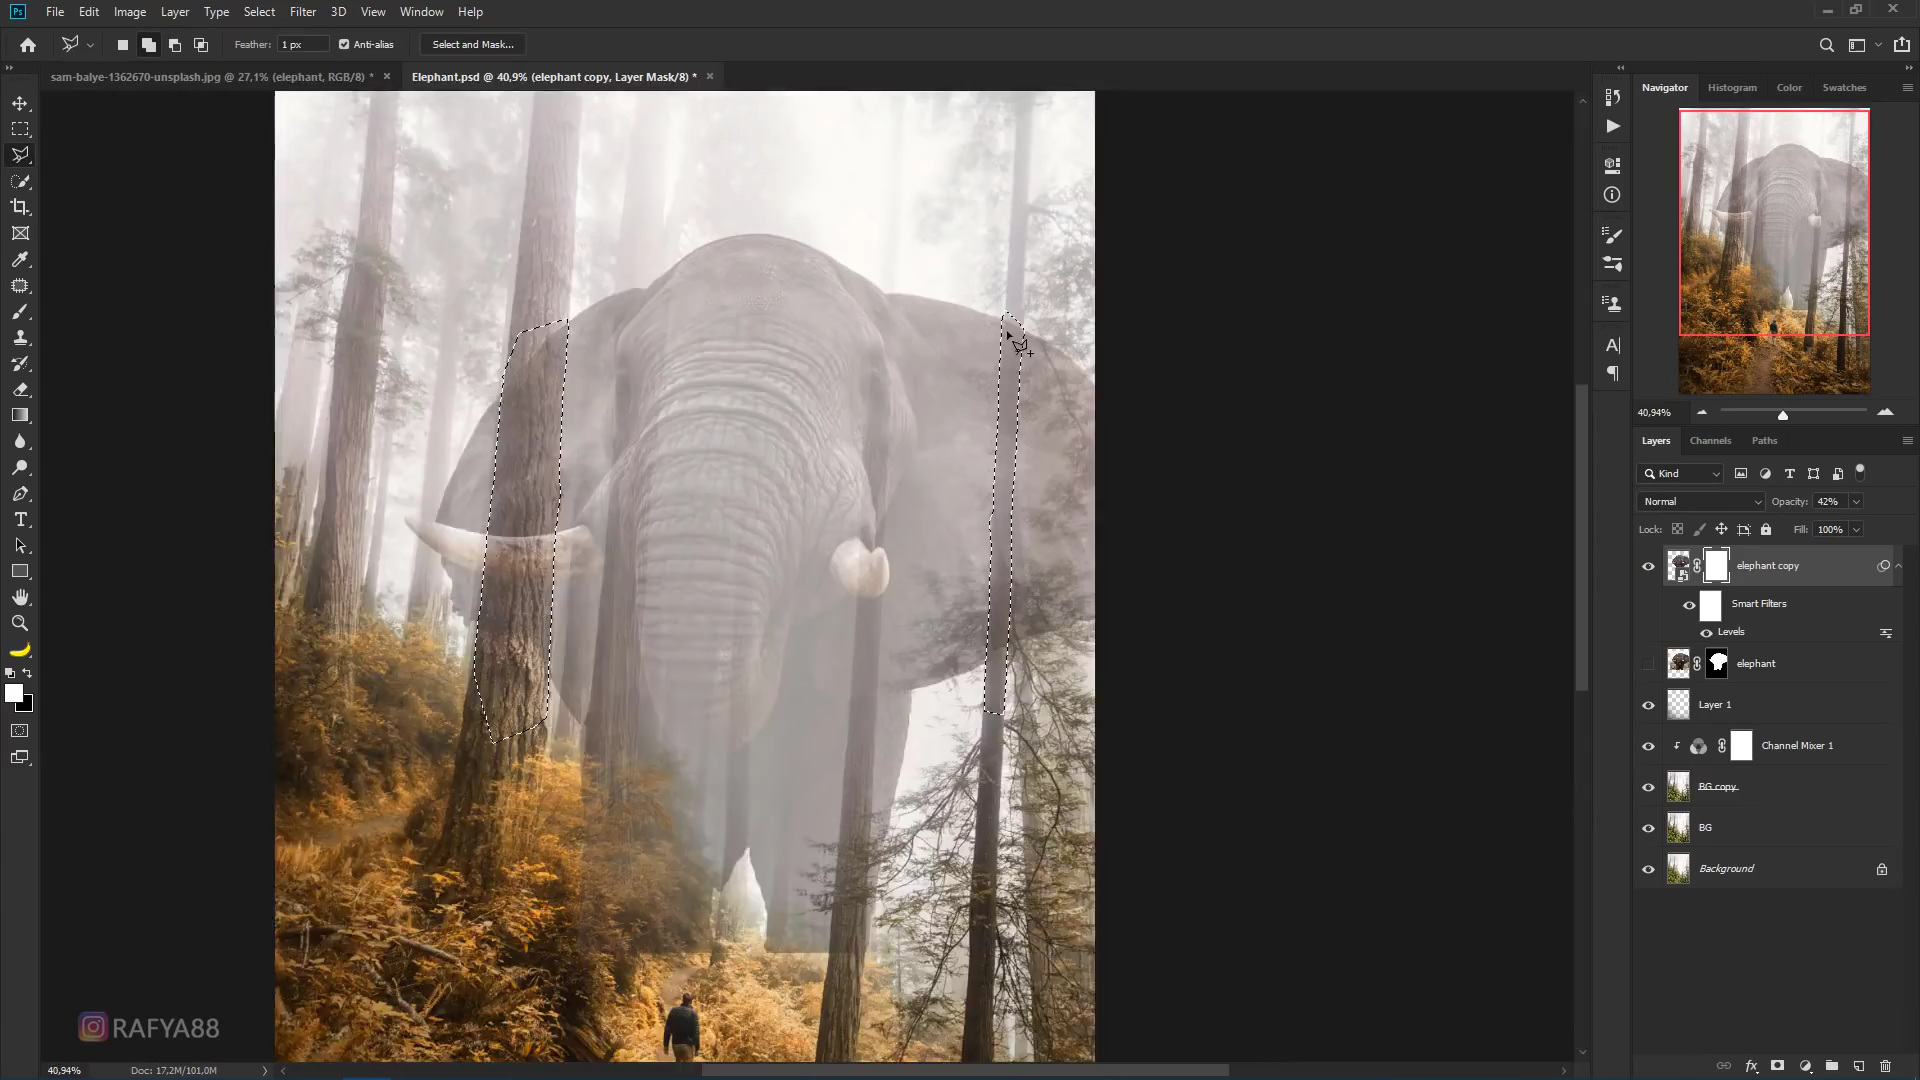 Ps File Edit Image Layer Type Select Filter 3D View Window Help
Feather: 1 px Anti-alias Select and Mask...
sam-balye-1362670-unsplash.jpg @ 27,1% (elephant, RGB/8) * × Elephant.psd @ 40,9% (elephant copy, Layer Mask/8) * ×
Navigator Histogram Color Swatches
40,94%
Layers Channels Paths
Kind
Normal Opacity: 42%
Lock: Fill: 100%
elephant copy
Smart Filters
Levels
elephant
Layer 1
Channel Mixer 1
BG copy
BG
Background
RAFYA88
40,94% Doc: 17,2M/101,0M